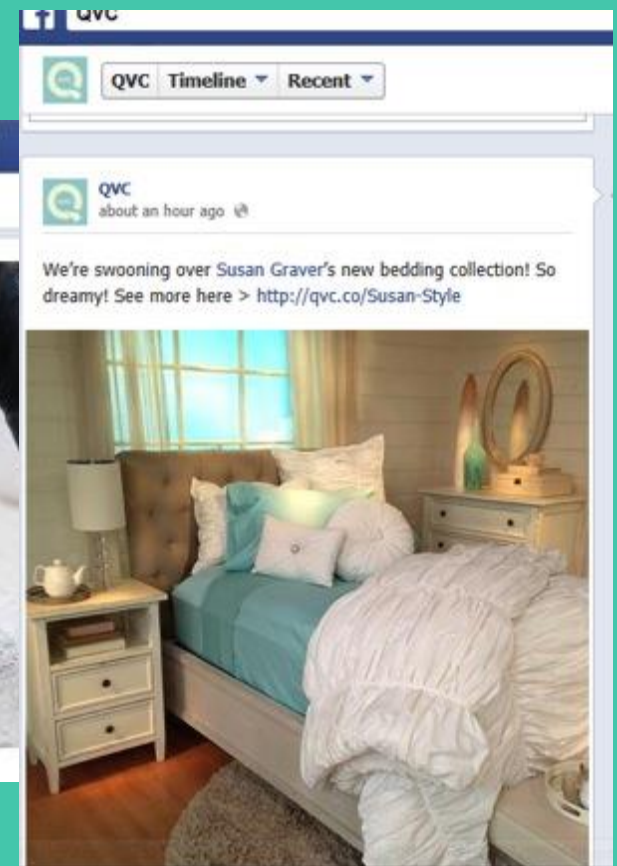 QVC
QVC Timeline Recent
QVC
about an hour ago
We're swooning over Susan Graver's new bedding collection! So
dreamy! See more here > http://qvc.co/Susan-Style